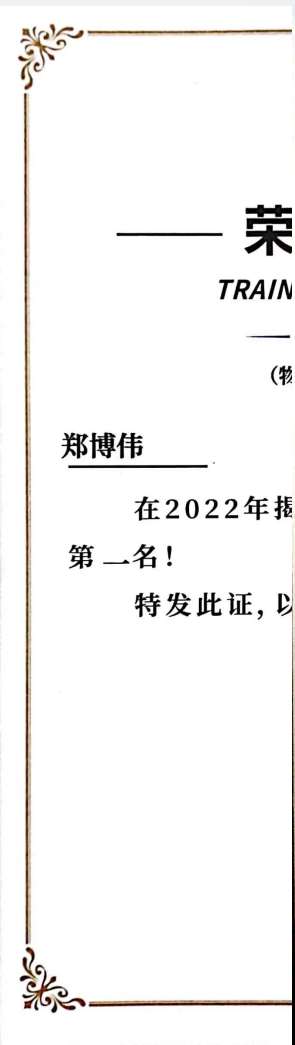 荣
TRAIN
（物
郑博伟
在2022年揭
第一名！
特发此证，以